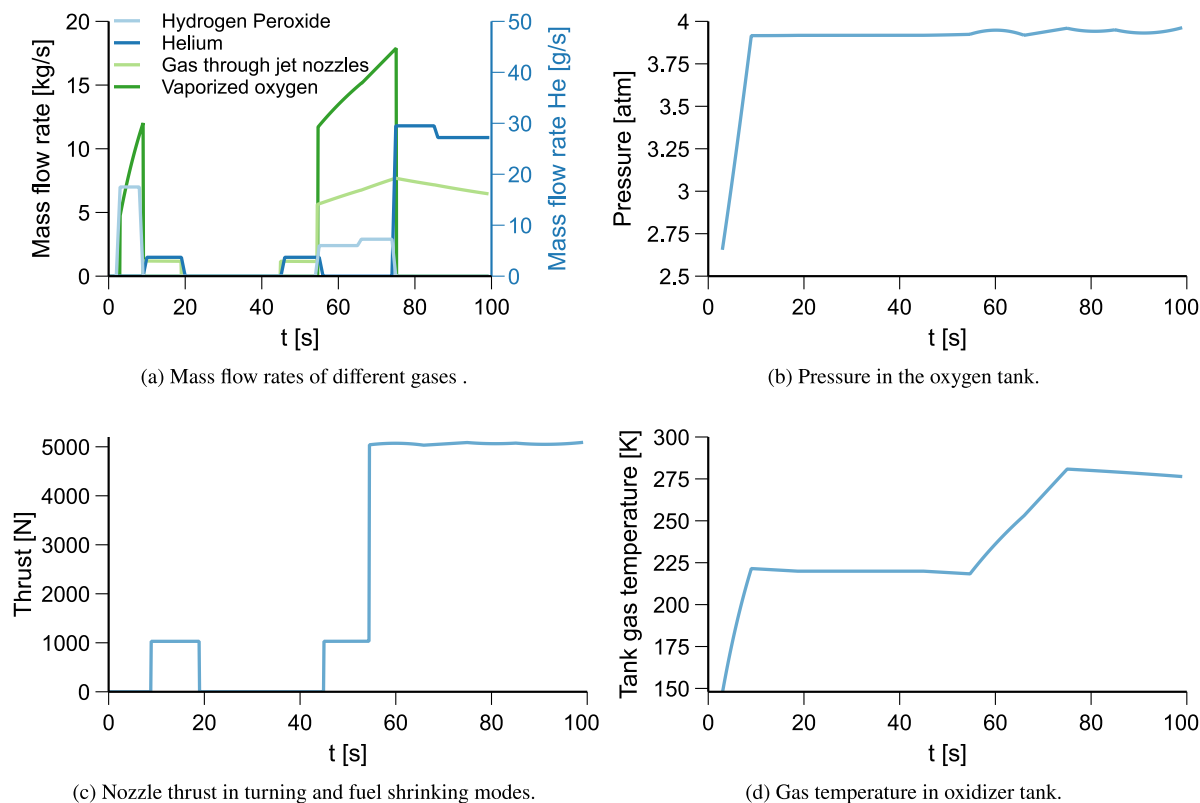 Mass flow rate [kg/s]
20
15
10
5
0
Hydrogen Peroxide
Helium
Gas through jet nozzles
Vaporized oxygen
50
40
30
20
10
0
Mass flow rate He [g/s]
0 20 40 60 80 100
t [s]
(a) Mass flow rates of different gases .
Pressure [atm]
4
3.75
3.5
3.25
3
2.75
2.5
0 20 40 60 80 100
t [s]
(b) Pressure in the oxygen tank.
Thrust [N]
5000
4000
3000
2000
1000
0
0 20 40 60 80 100
t [s]
(c) Nozzle thrust in turning and fuel shrinking modes.
Tank gas temperature [K]
300
275
250
225
200
175
150
0 20 40 60 80 100
t [s]
(d) Gas temperature in oxidizer tank.